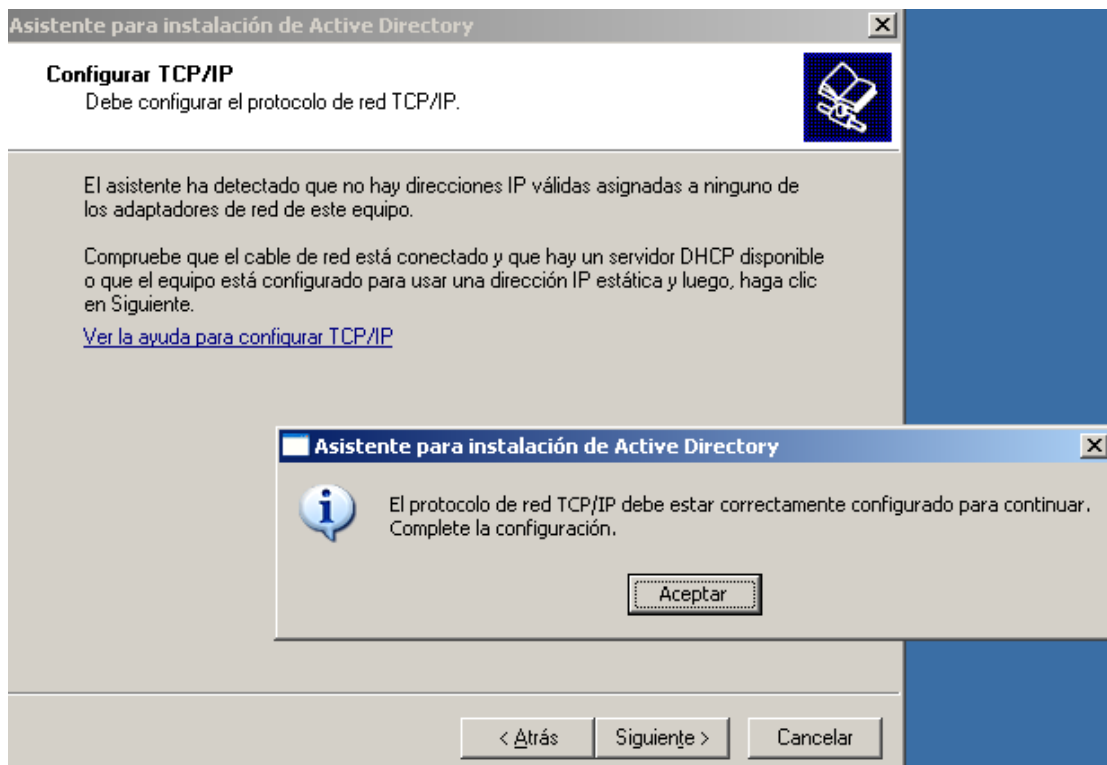 Asistente para instalación de Active Directory
Configurar TCP/IP
Debe configurar el protocolo de red TCP/IP.
El asistente ha detectado que no hay direcciones IP válidas asignadas a ninguno de
los adaptadores de red de este equipo.
Compruebe que el cable de red está conectado y que hay un servidor DHCP disponible
o que el equipo está configurado para usar una dirección IP estática y luego, haga clic
en Siguiente.
Ver la ayuda para configurar TCP/IP
Asistente para instalación de Active Directory
El protocolo de red TCP/IP debe estar correctamente configurado para continuar.
Complete la configuración.
Aceptar
< Atrás
Siguiente >
Cancelar